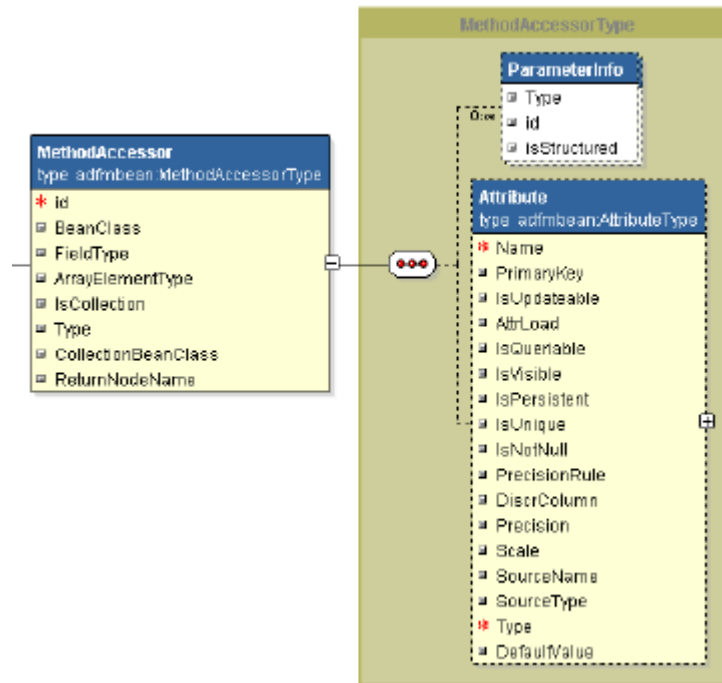 MethodAccessorType
ParameterInfo
Type
id
IsStructured
0:∞
MethodAccessor
type adfmbean:MethodAccessorType
id
BeanClass
FieldType
ArrayElementType
IsCollection
Type
CollectionBeanClass
ReturnNodeName
Attribute
type adfmbean:AttributeType
Name
PrimaryKey
IsUpdateable
AttrLoad
IsQueriable
IsVisible
IsPersistent
IsUnique
IsNotNull
PrecisionRule
DiscrColumn
Precision
Scale
SourceName
SourceType
Type
DefaultValue